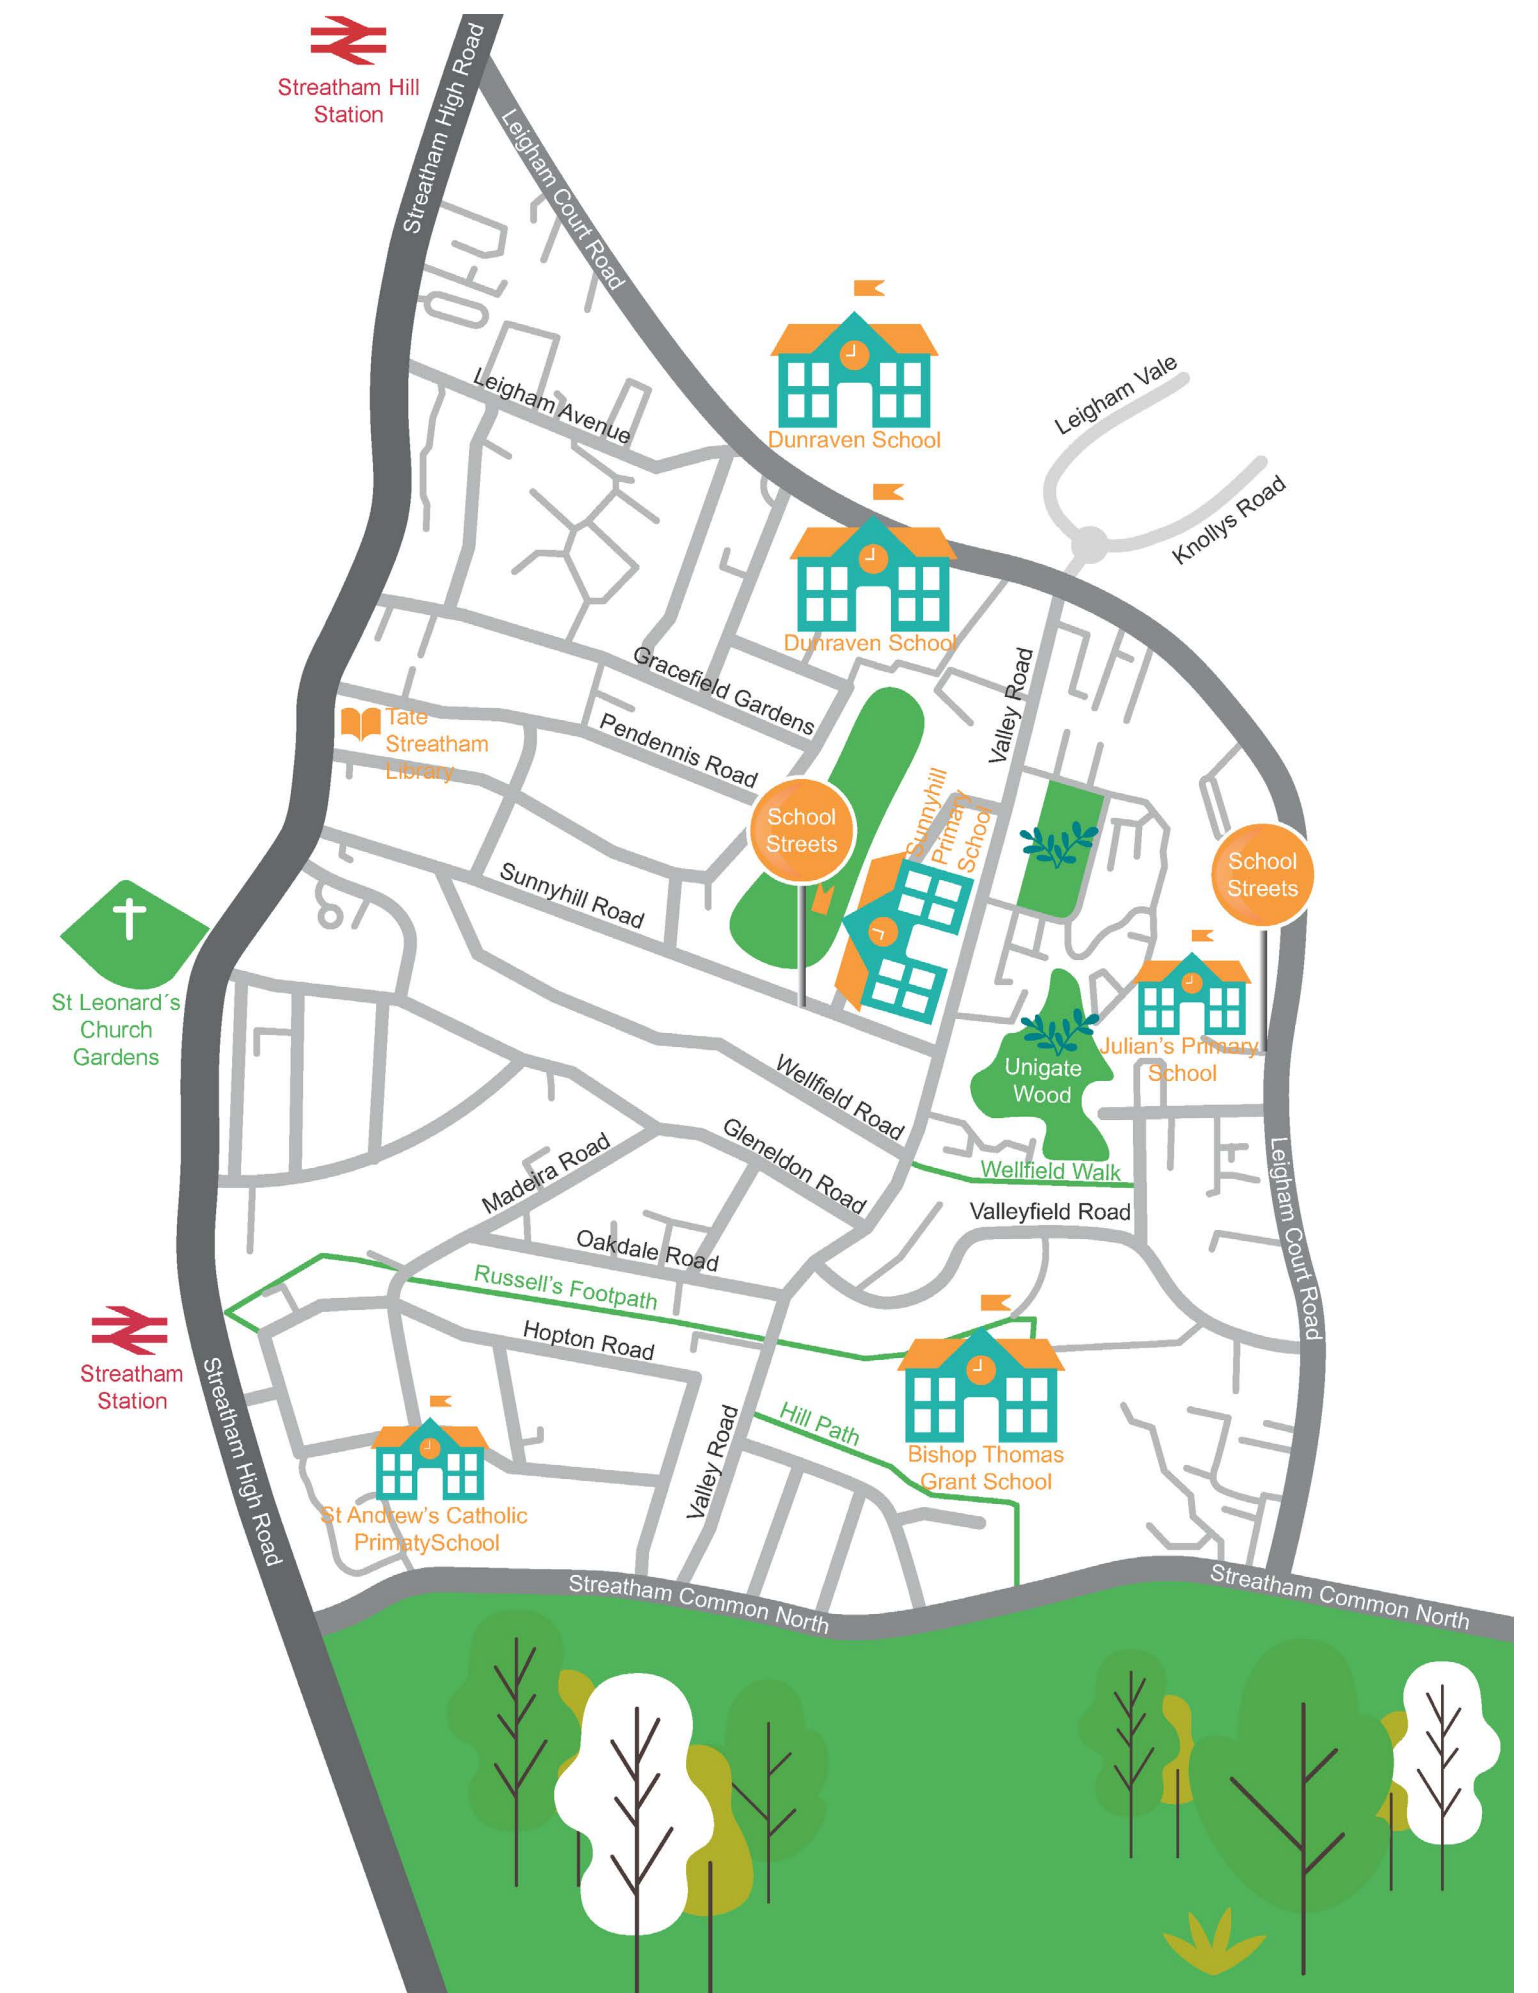 Streatham Hill
Station
Streatham High Road
Leigham Court Road
Dunraven School
Leigham Vale
Leigham Avenue
Knollys Road
Dunraven School
Gracefield Gardens
Valley Road
Tate
Streatham
Library
Pendennis Road
School
Streets
Sunnyhill
Primary
School
School
Streets
Sunnyhill Road
St Leonard´s
Church
Gardens
Julian's Primary
School
Unigate
Wood
Wellfield Road
Gleneldon Road
Madeira Road
Wellfield Walk
Valleyfield Road
Leigham Court Road
Oakdale Road
Russell's Footpath
Hopton Road
Streatham
Station
Streatham High Road
Hill Path
Valley Road
Bishop Thomas
Grant School
St Andrew's Catholic
PrimatySchool
Streatham Common North
Streatham Common North